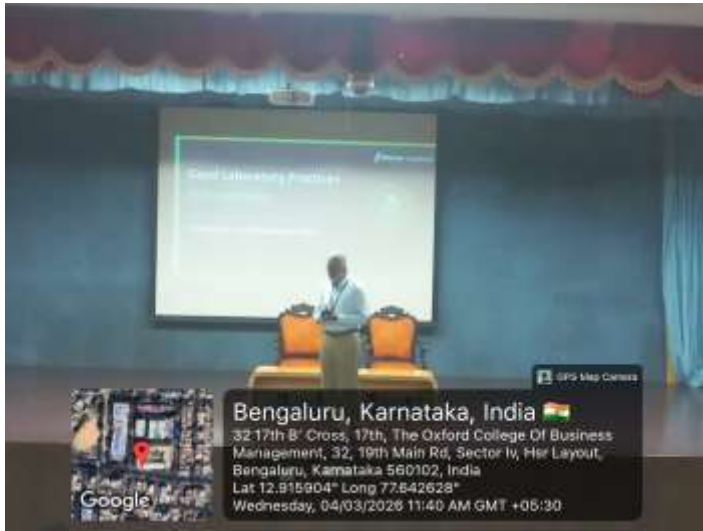 Good Laboratory Practices
GPS Map Camera
Bengaluru, Karnataka, India
32 17th B' Cross, 17th, The Oxford College Of Business
Management, 32, 19th Main Rd, Sector Iv, Hsr Layout,
Bengaluru, Karnataka 560102, India
Lat 12.915904° Long 77.642628°
Wednesday, 04/03/2026 11:40 AM GMT +05:30
Google